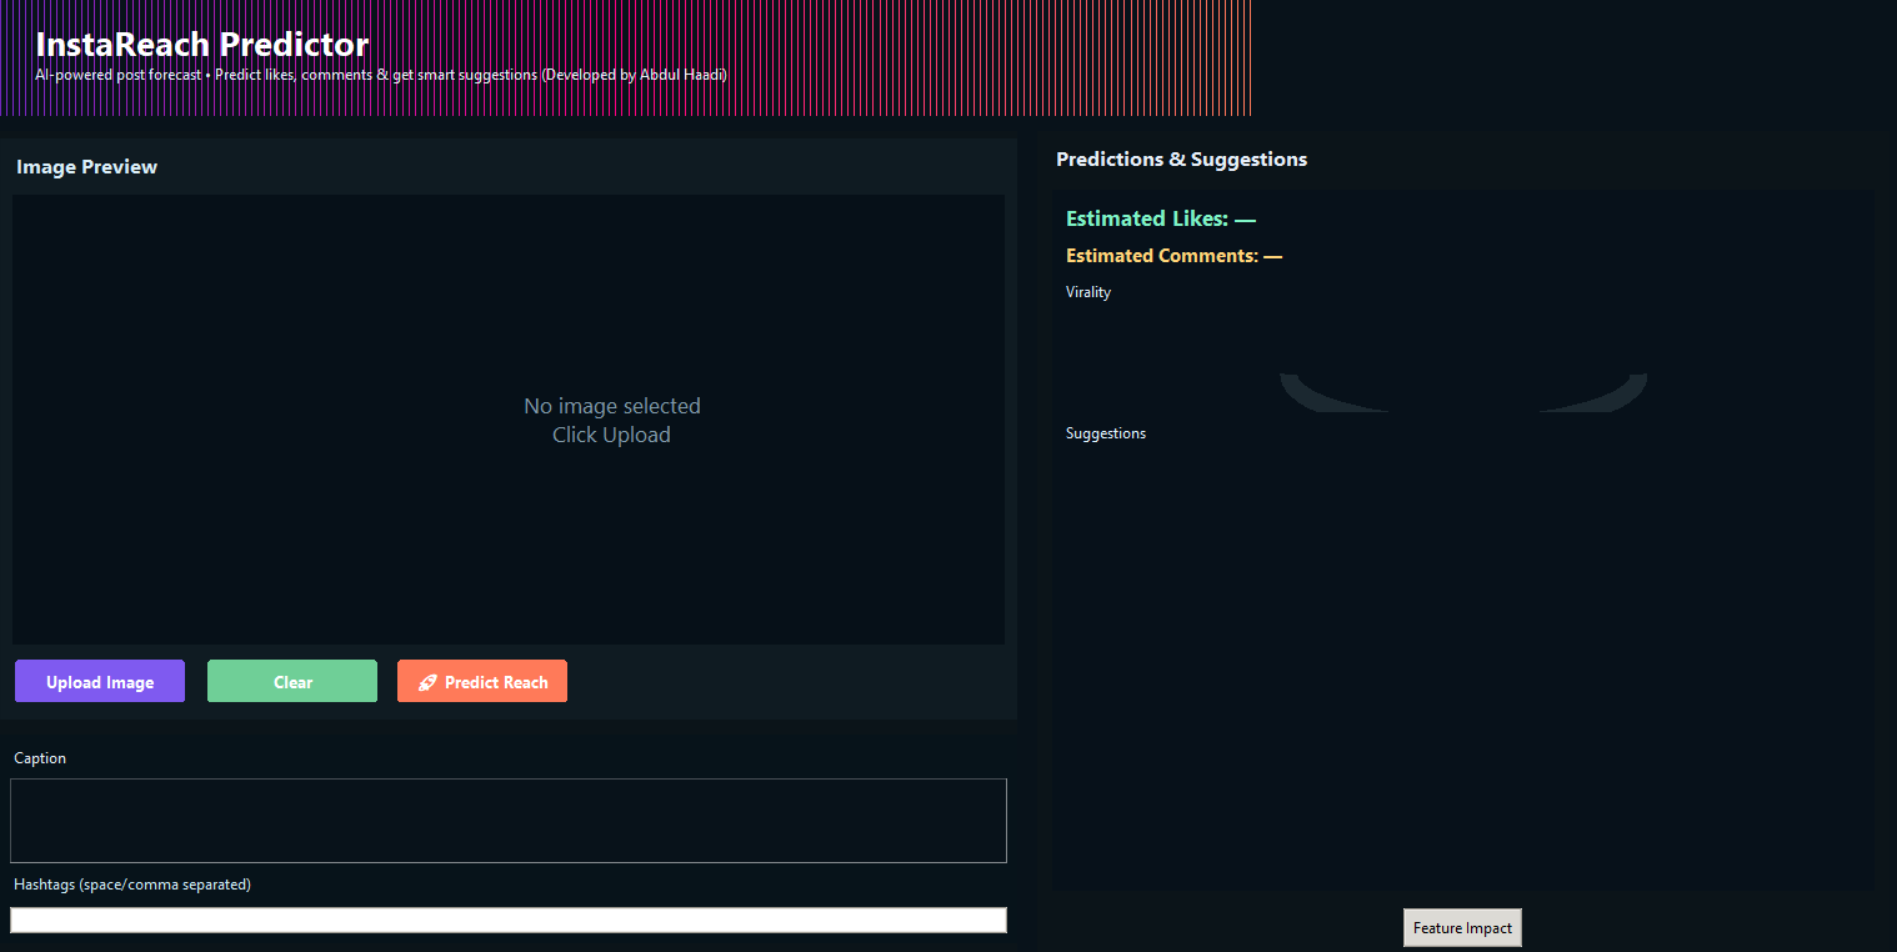 InstaReach Predictor
AI-powered post forecast • Predict likes, comments & get smart suggestions (Developed by Abdul Haadi)
Image Preview
No image selected
Click Upload
Upload Image
Clear
🚀 Predict Reach
Caption
Hashtags (space/comma separated)
Predictions & Suggestions
Estimated Likes: —
Estimated Comments: —
Virality
Suggestions
Feature Impact